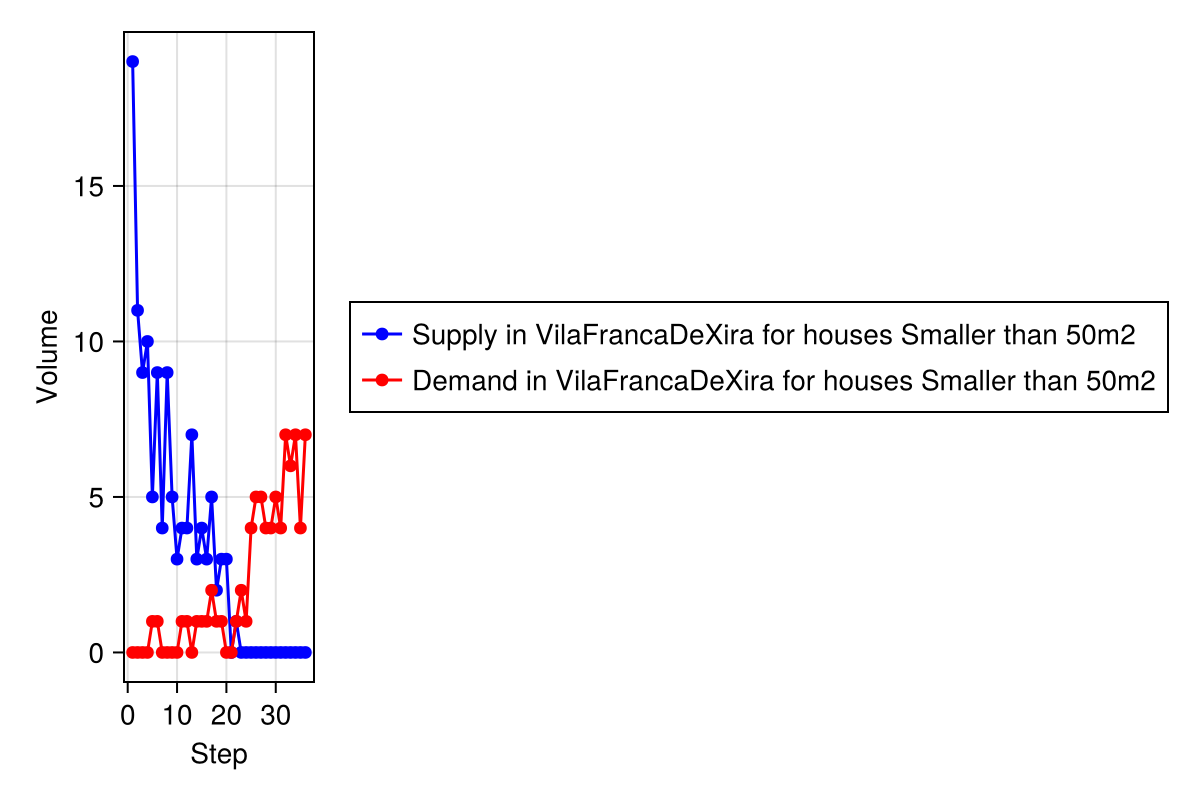 15
10
5
0
Volume
0 10 20 30
Step
Supply in VilaFrancaDeXira for houses Smaller than 50m2
Demand in VilaFrancaDeXira for houses Smaller than 50m2